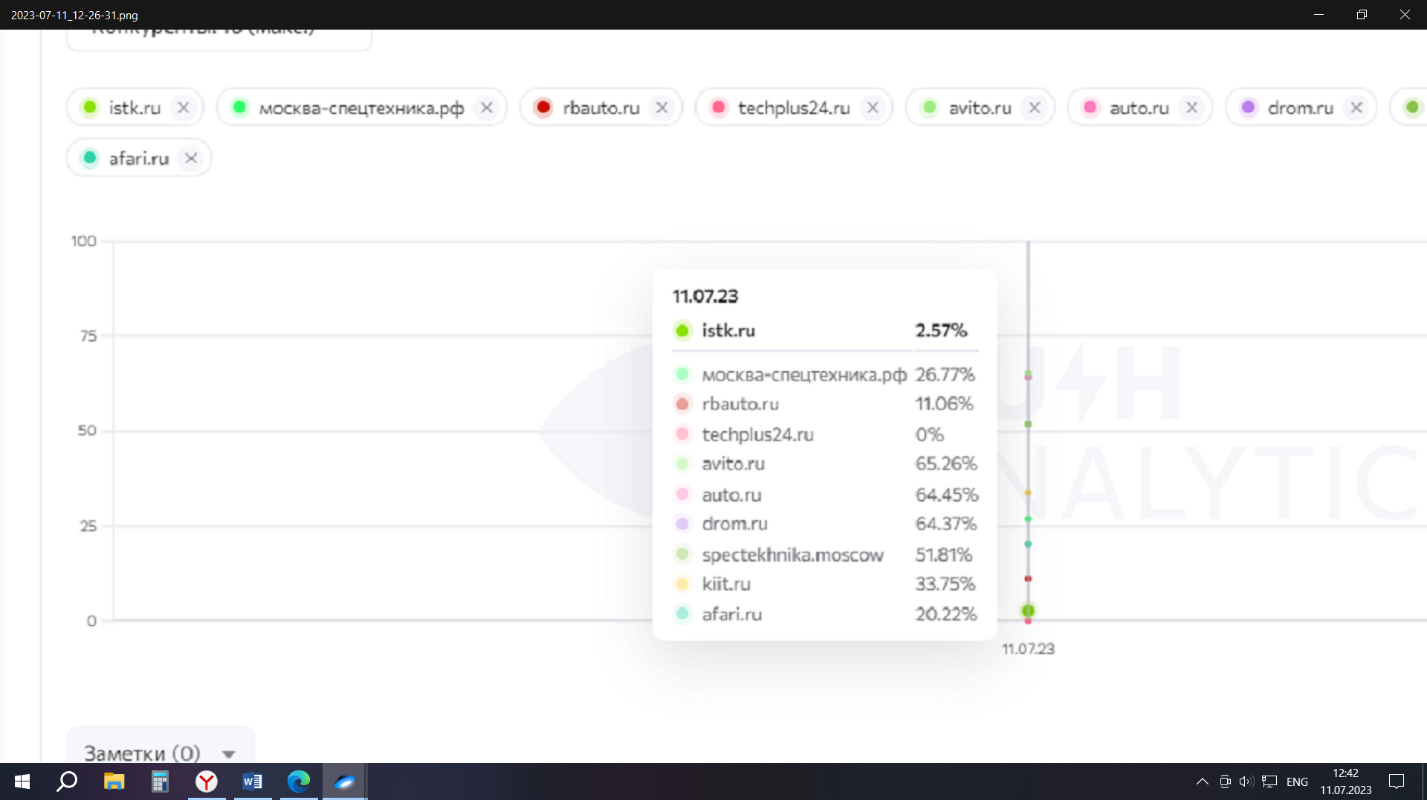 2023-07-11_12-26-31.png
istk.ru москва-спецтехника.рф rbauto.ru techplus24.ru avito.ru auto.ru drom.ru
afari.ru
100
75
50
25
0
11.07.23
istk.ru 2.57%
москва-спецтехника.рф 26.77%
rbauto.ru 11.06%
techplus24.ru 0%
avito.ru 65.26%
auto.ru 64.45%
drom.ru 64.37%
spectekhnika.moscow 51.81%
kiit.ru 33.75%
afari.ru 20.22%
11.07.23
Заметки (0)
ENG
12:42
11.07.2023